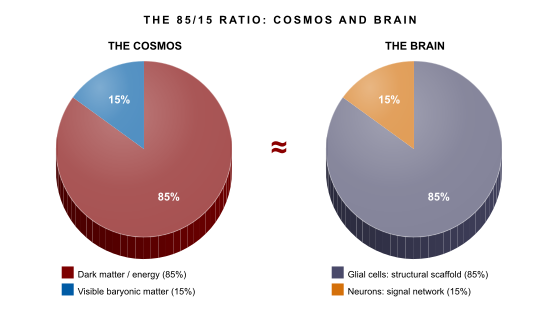 THE 85/15 RATIO: COSMOS AND BRAIN
THE COSMOS
THE BRAIN
15%
85%
≈
15%
85%
Dark matter / energy (85%)
Visible baryonic matter (15%)
Glial cells: structural scaffold (85%)
Neurons: signal network (15%)